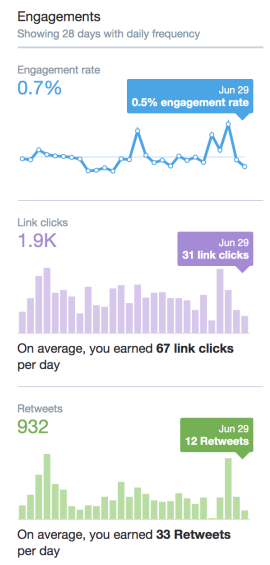 Engagements
Showing 28 days with daily frequency
Engagement rate
0.7%
Jun 29
0.5% engagement rate
Link clicks
1.9K
Jun 29
31 link clicks
On average, you earned 67 link clicks
per day
Retweets
932
Jun 29
12 Retweets
On average, you earned 33 Retweets
per day